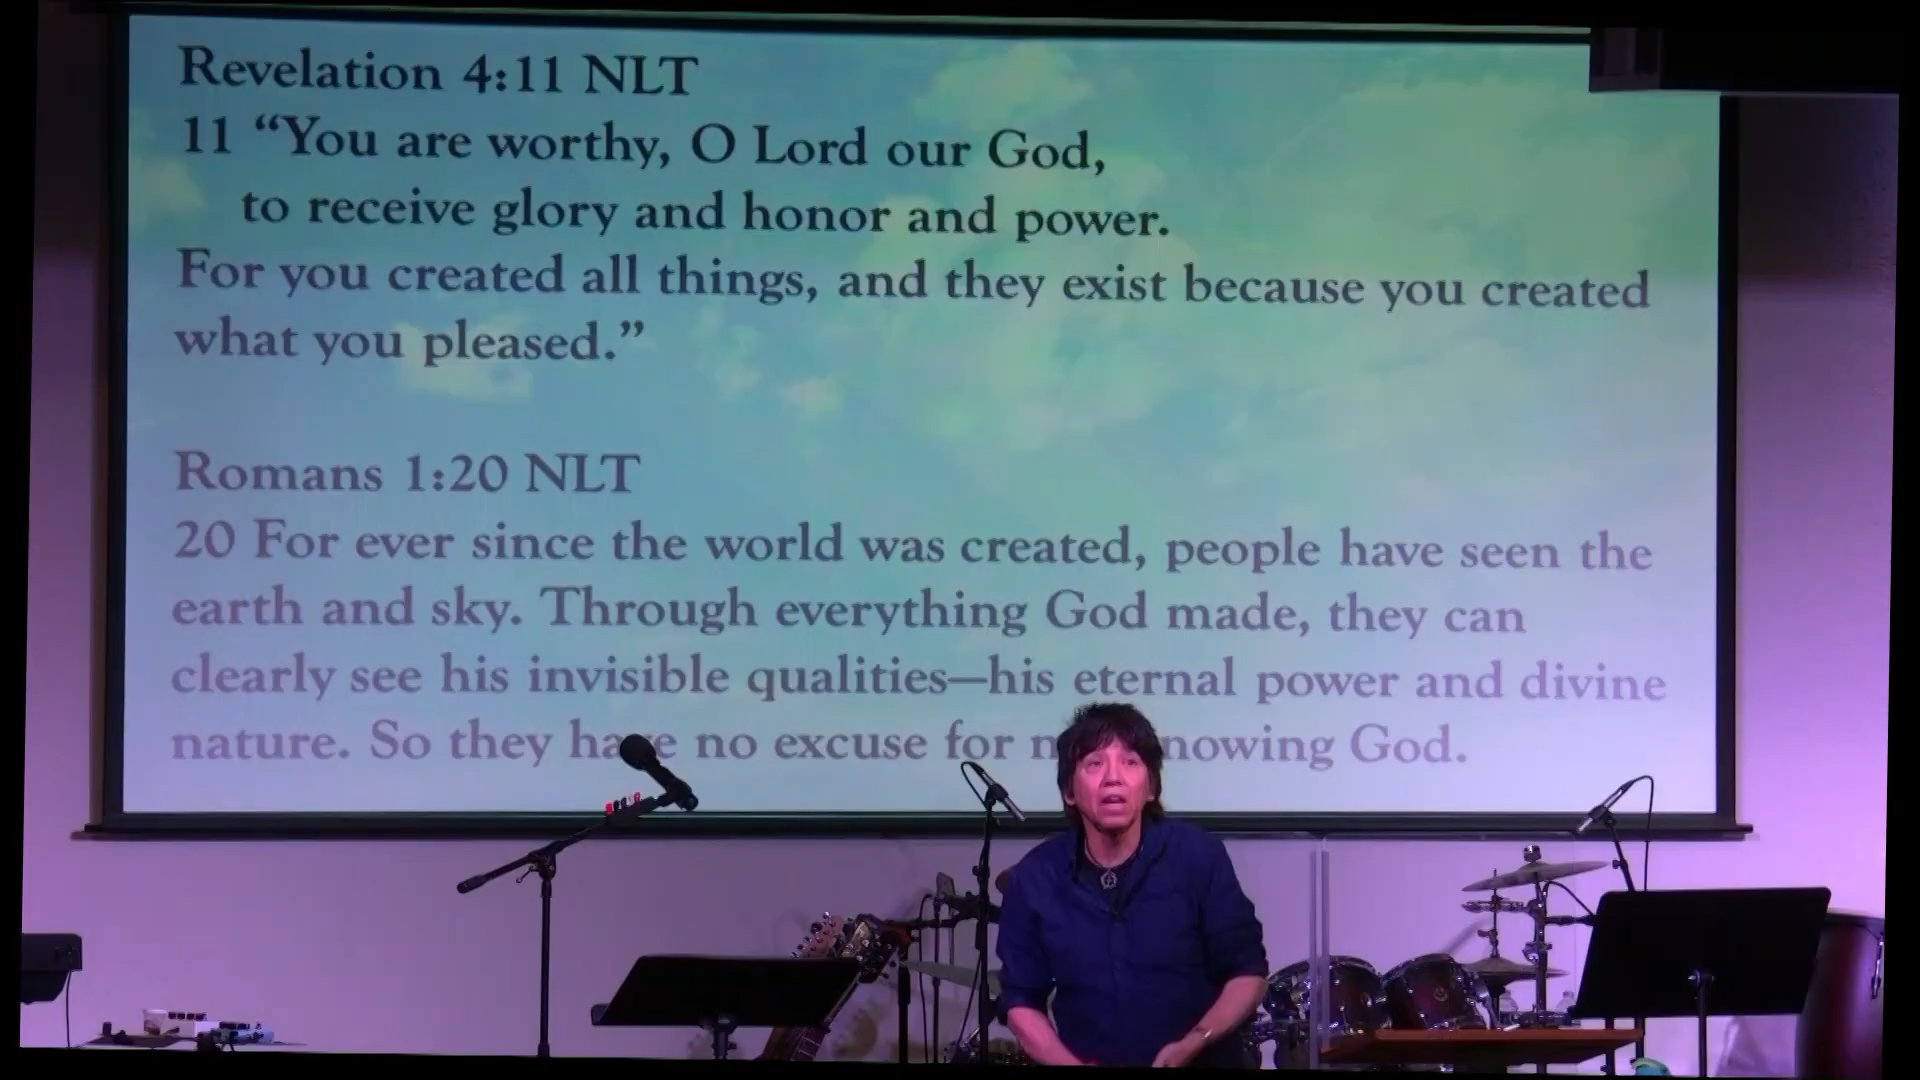 Revelation 4:11 NLT
11 “You are worthy, O Lord our God,
to receive glory and honor and power.
For you created all things, and they exist because you created
what you pleased.”
Romans 1:20 NLT
20 For ever since the world was created, people have seen the
earth and sky. Through everything God made, they can
clearly see his invisible qualities—his eternal power and divine
nature. So they have no excuse for God.